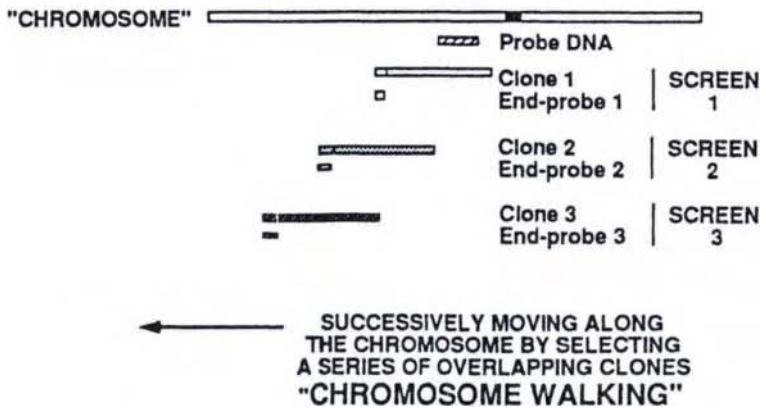 "CHROMOSOME"
Probe DNA
Clone 1
End-probe 1
SCREEN
1
Clone 2
End-probe 2
SCREEN
2
Clone 3
End-probe 3
SCREEN
3
SUCCESSIVELY MOVING ALONG
THE CHROMOSOME BY SELECTING
A SERIES OF OVERLAPPING CLONES
"CHROMOSOME WALKING"